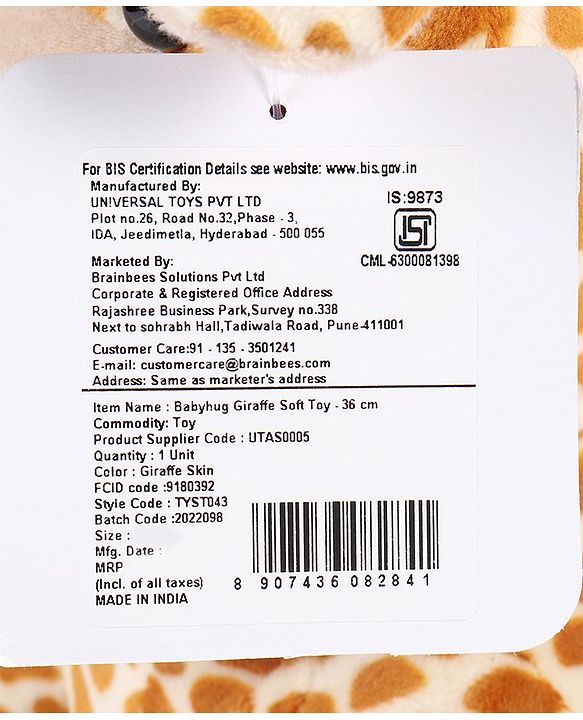 For BIS Certification Details see website: www.bis.gov.in
Manufactured By:
UNIVERSAL TOYS PVT LTD
Plot no.26, Road No.32,Phase - 3,
IDA, Jeedimetla, Hyderabad - 500 055
IS:9873
ISI
CML-6300081398
Marketed By:
Brainbees Solutions Pvt Ltd
Corporate & Registered Office Address
Rajashree Business Park,Survey no.338
Next to sohrabh Hall,Tadiwala Road, Pune-411001
Customer Care:91 - 135 - 3501241
E-mail: customercare@brainbees.com
Address: Same as marketer's address
Item Name : Babyhug Giraffe Soft Toy - 36 cm
Commodity: Toy
Product Supplier Code : UTAS0005
Quantity : 1 Unit
Color : Giraffe Skin
FCID code :9180392
Style Code : TYST043
Batch Code :2022098
Size :
Mfg. Date :
MRP
(Incl. of all taxes)
MADE IN INDIA
8 907436 082841